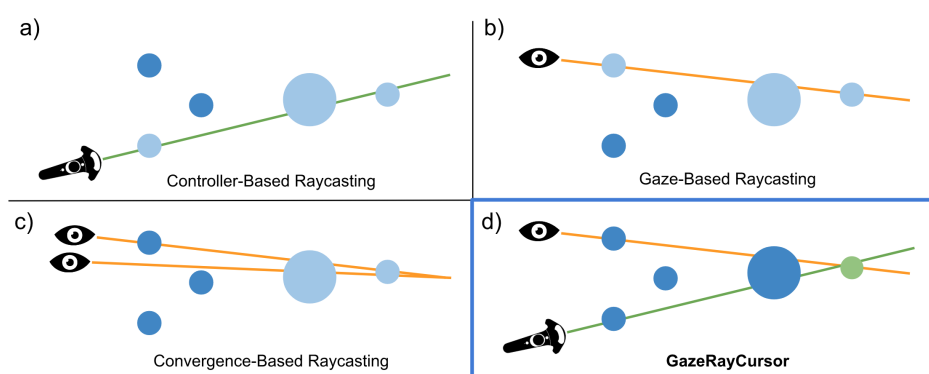 a)
Controller-Based Raycasting
b)
Gaze-Based Raycasting
c)
Convergence-Based Raycasting
d)
GazeRayCursor